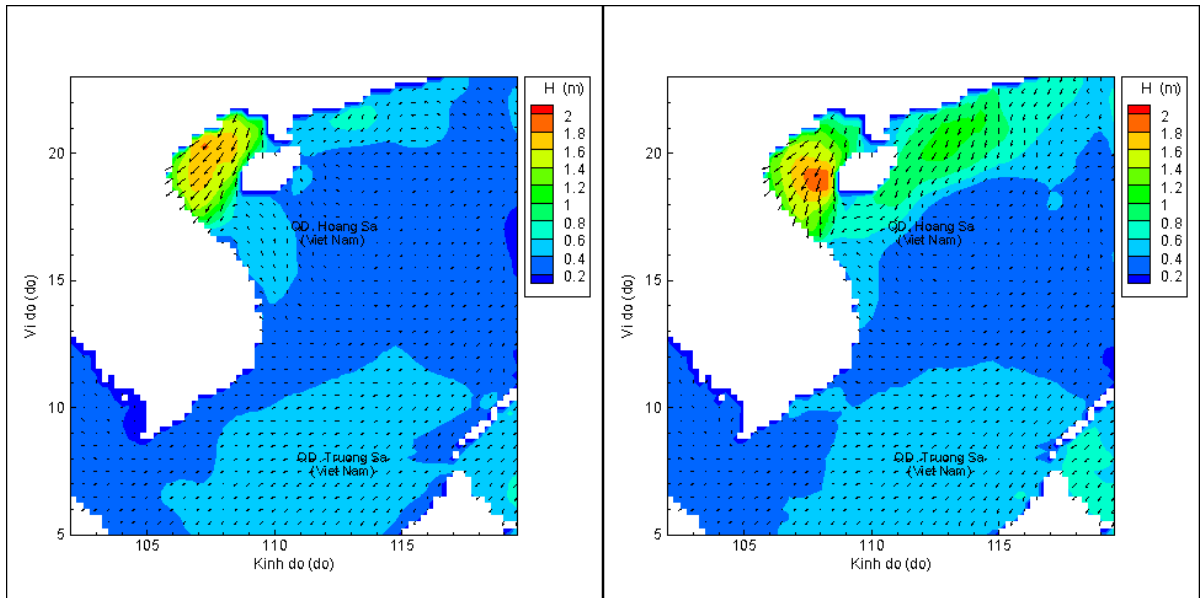 H (m)
2
1.8
1.6
1.4
1.2
1
0.8
0.6
0.4
0.2
20
15
10
5
Vi do (do)
QD. Hoang Sa
(Viet Nam)
QD. Truong Sa
(Viet Nam)
105
110
115
Kinh do (do)
H (m)
2
1.8
1.6
1.4
1.2
1
0.8
0.6
0.4
0.2
20
15
10
5
Vi do (do)
QD. Hoang Sa
(Viet Nam)
QD. Truong Sa
(Viet Nam)
105
110
115
Kinh do (do)